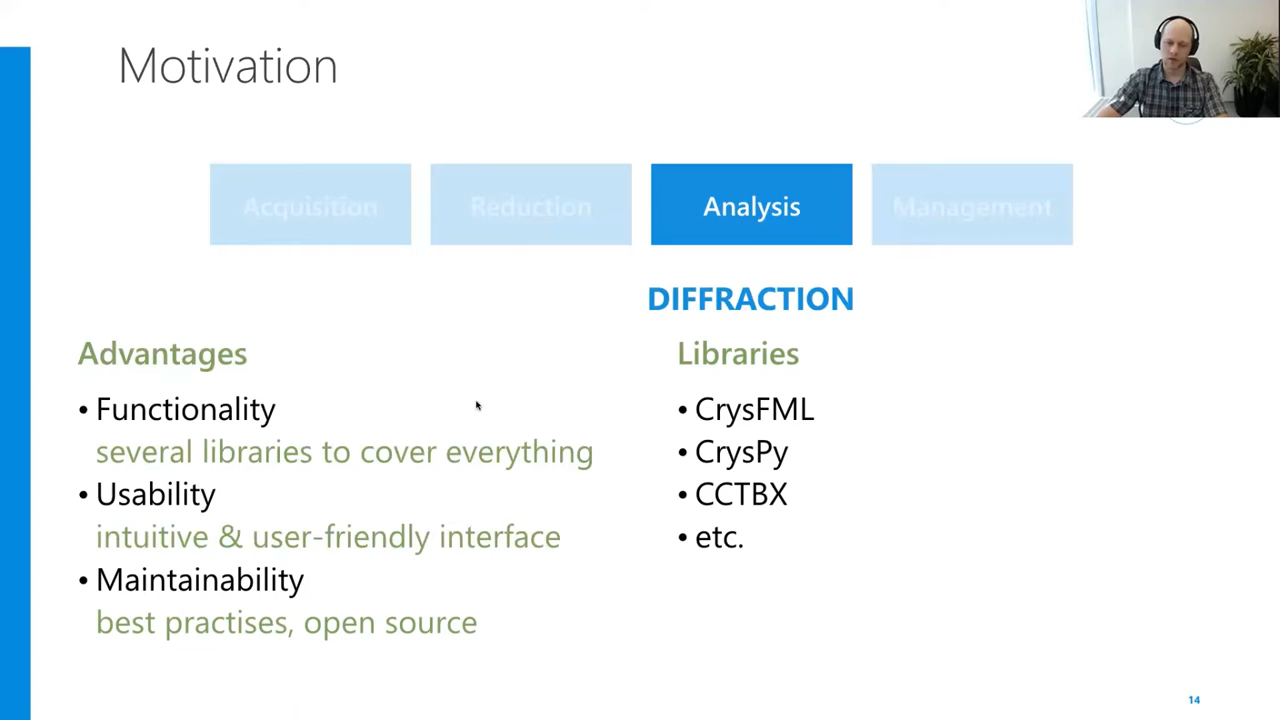 Motivation
Acquisition
Reduction
Analysis
Management
DIFFRACTION
Advantages
• Functionality
several libraries to cover everything
• Usability
intuitive & user-friendly interface
• Maintainability
best practises, open source
Libraries
• CrysFML
• CrysPy
• CCTBX
• etc.
14